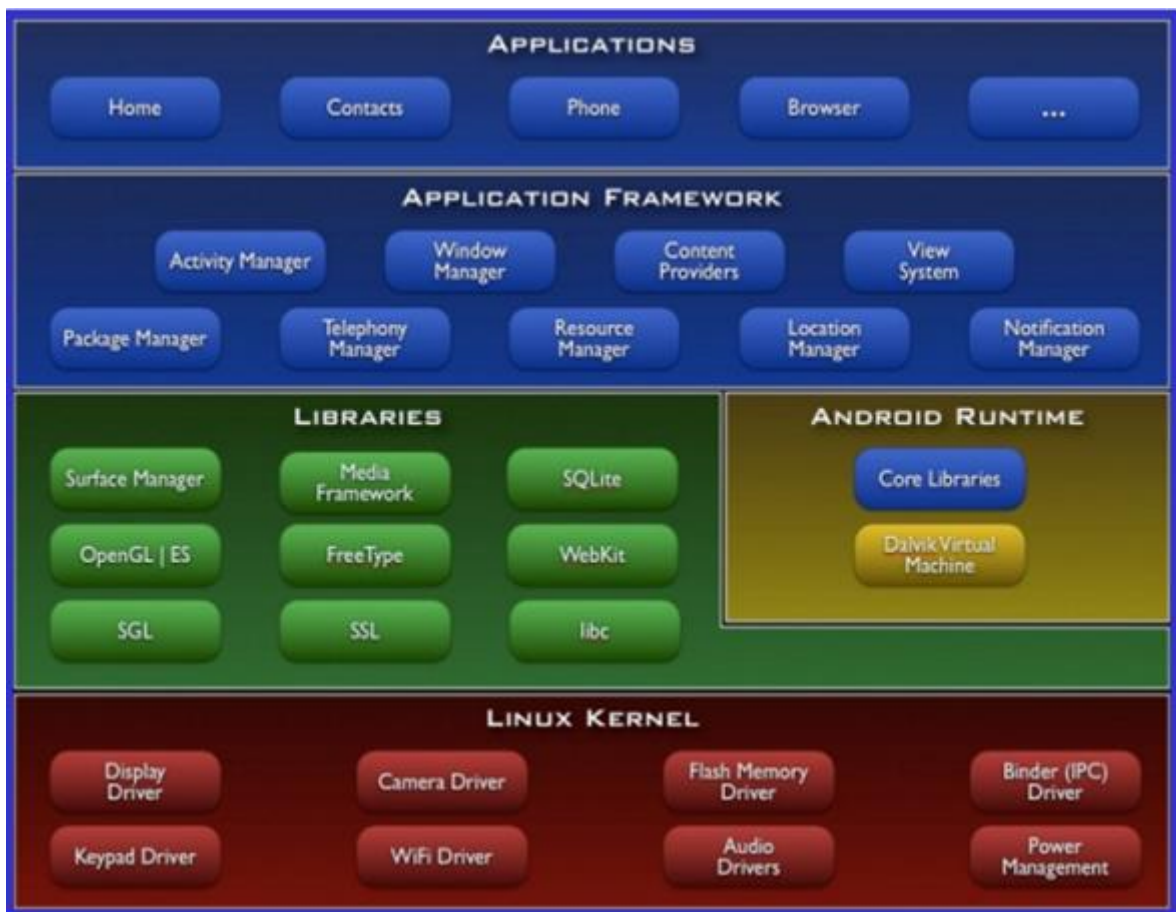 APPLICATIONS
Home
Contacts
Phone
Browser
...
APPLICATION FRAMEWORK
Activity Manager
Window
Manager
Content
Providers
View
System
Package Manager
Telephony
Manager
Resource
Manager
Location
Manager
Notification
Manager
LIBRARIES
Surface Manager
Media
Framework
SQLite
OpenGL | ES
FreeType
WebKit
SGL
SSL
libc
ANDROID RUNTIME
Core Libraries
Dalvik Virtual
Machine
LINUX KERNEL
Display
Driver
Camera Driver
Flash Memory
Driver
Binder (IPC)
Driver
Keypad Driver
WiFi Driver
Audio
Drivers
Power
Management